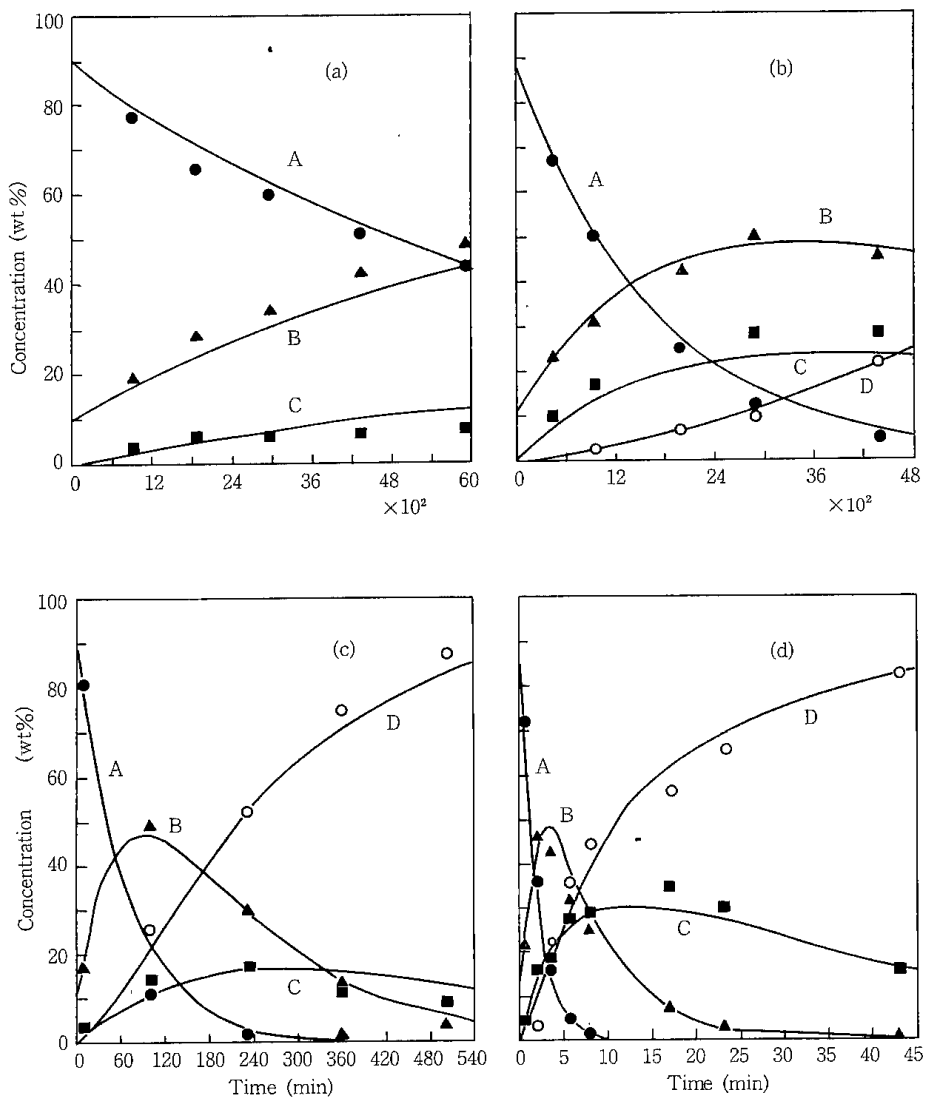 100
80
60
40
20
0
Concentration (wt %)
(a)
A
B
C
0 12 24 36 48 60
×10²
(b)
A
B
C
D
0 12 24 36 48
×10²
100
80
60
40
20
0
Concentration (wt%)
(c)
A
B
C
D
0 60 120 180 240 300 360 420 480 540
Time (min)
(d)
A
B
C
D
0 5 10 15 20 25 30 35 40 45
Time (min)